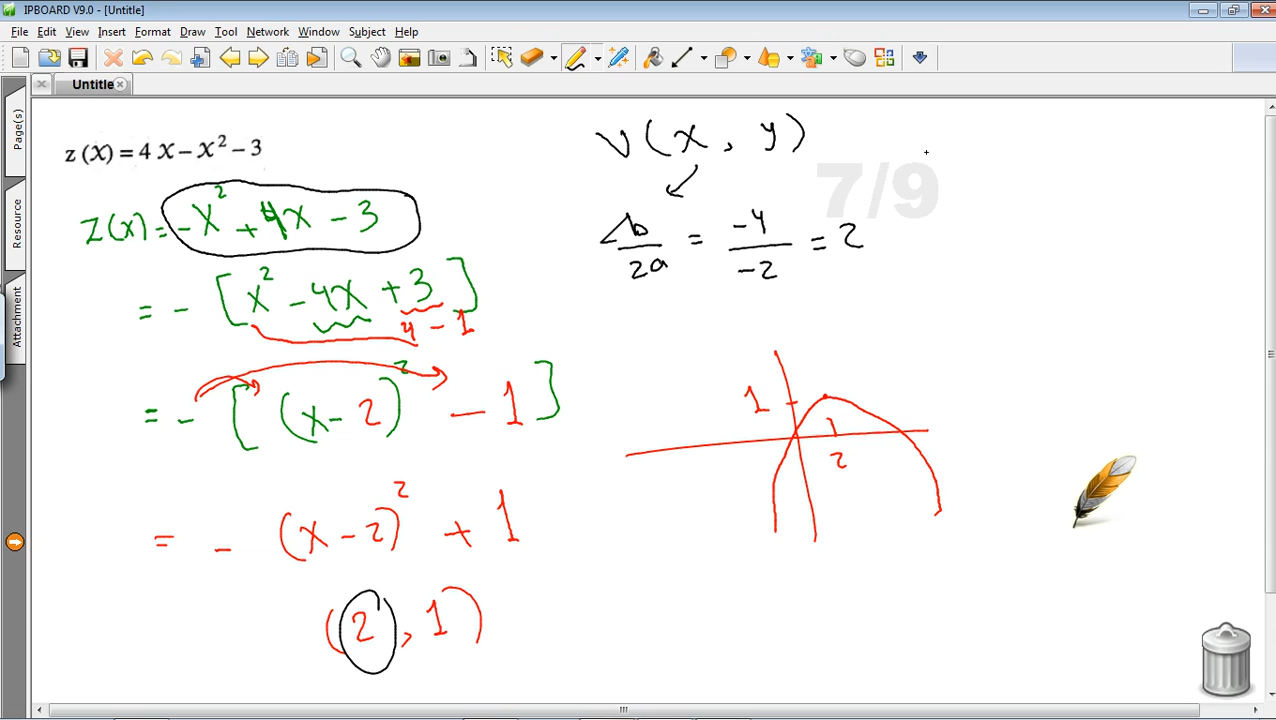 IPBOARD V9.0 - [Untitle]
File Edit View Insert Format Draw Tool Network Window Subject Help
Untitle
Page(s)
Resource
Attachment
z (X) = 4 X − X² − 3
Z(x) = -X² + 4X - 3
= - [x² - 4X + 3]
4 - 1
= - [(x - 2)² - 1]
= - (x - 2)² + 1
(2, 1)
V(x, y)
7/9
-b/2a = -4/-2 = 2
1
2